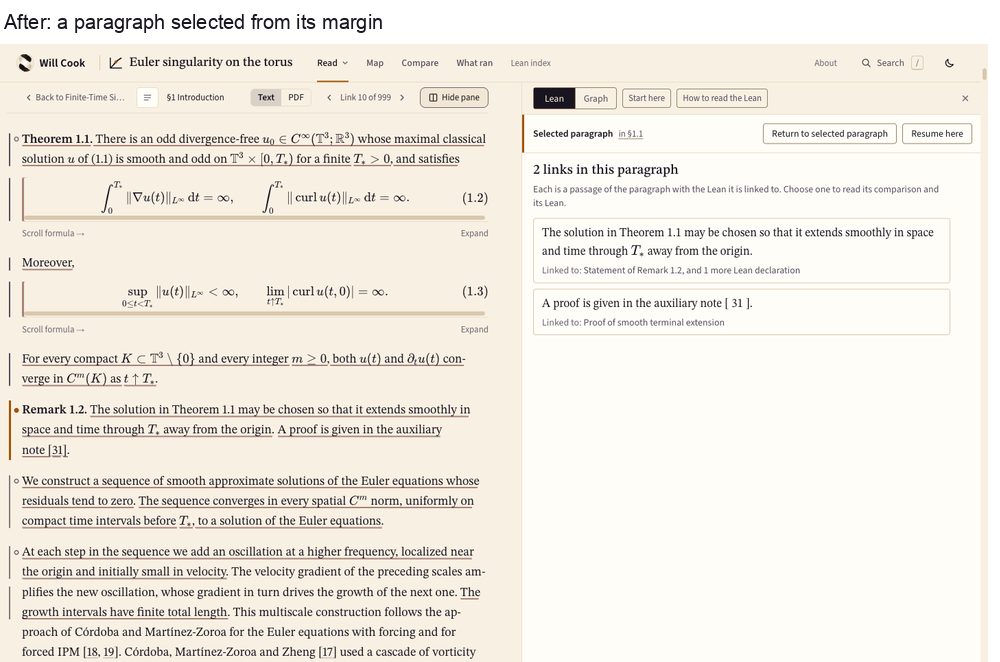 After: a paragraph selected from its margin
Will Cook
Euler singularity on the torus
Read
Map
Compare
What ran
Lean index
About
Search
/
Back to Finite-Time Si...
§1 Introduction
Text
PDF
Link 10 of 999
Hide pane
Theorem 1.1. There is an odd divergence-free u₀ ∈ C^∞(𝕋³; ℝ³) whose maximal classical
solution u of (1.1) is smooth and odd on 𝕋³ × [0, T_*) for a finite T_* > 0, and satisfies
∫₀^{T_*} ‖∇u(t)‖_{L^∞} dt = ∞, ∫₀^{T_*} ‖ curl u(t)‖_{L^∞} dt = ∞. (1.2)
Scroll formula →
Expand
Moreover,
sup_{0≤t<T_*} ‖u(t)‖_{L^∞} < ∞, lim_{t↑T_*} | curl u(t, 0)| = ∞. (1.3)
Scroll formula →
Expand
For every compact K ⊂ 𝕋³ \ {0} and every integer m ≥ 0, both u(t) and ∂ₜu(t) con-
verge in C^m(K) as t ↑ T_*.
Remark 1.2. The solution in Theorem 1.1 may be chosen so that it extends smoothly in
space and time through T_* away from the origin. A proof is given in the auxiliary
note [31].
We construct a sequence of smooth approximate solutions of the Euler equations whose
residuals tend to zero. The sequence converges in every spatial C^m norm, uniformly on
compact time intervals before T_*, to a solution of the Euler equations.
At each step in the sequence we add an oscillation at a higher frequency, localized near
the origin and initially small in velocity. The velocity gradient of the preceding scales am-
plifies the new oscillation, whose gradient in turn drives the growth of the next one. The
growth intervals have finite total length. This multiscale construction follows the ap-
proach of Córdoba and Martínez-Zoroa for the Euler equations with forcing and for
forced IPM [18, 19]. Córdoba, Martínez-Zoroa and Zheng [17] used a cascade of vorticity
Lean
Graph
Start here
How to read the Lean
×
Selected paragraph
in §1.1
Return to selected paragraph
Resume here
2 links in this paragraph
Each is a passage of the paragraph with the Lean it is linked to. Choose one to read its comparison and
its Lean.
The solution in Theorem 1.1 may be chosen so that it extends smoothly in space
and time through T_* away from the origin.
Linked to: Statement of Remark 1.2, and 1 more Lean declaration
A proof is given in the auxiliary note [ 31 ].
Linked to: Proof of smooth terminal extension